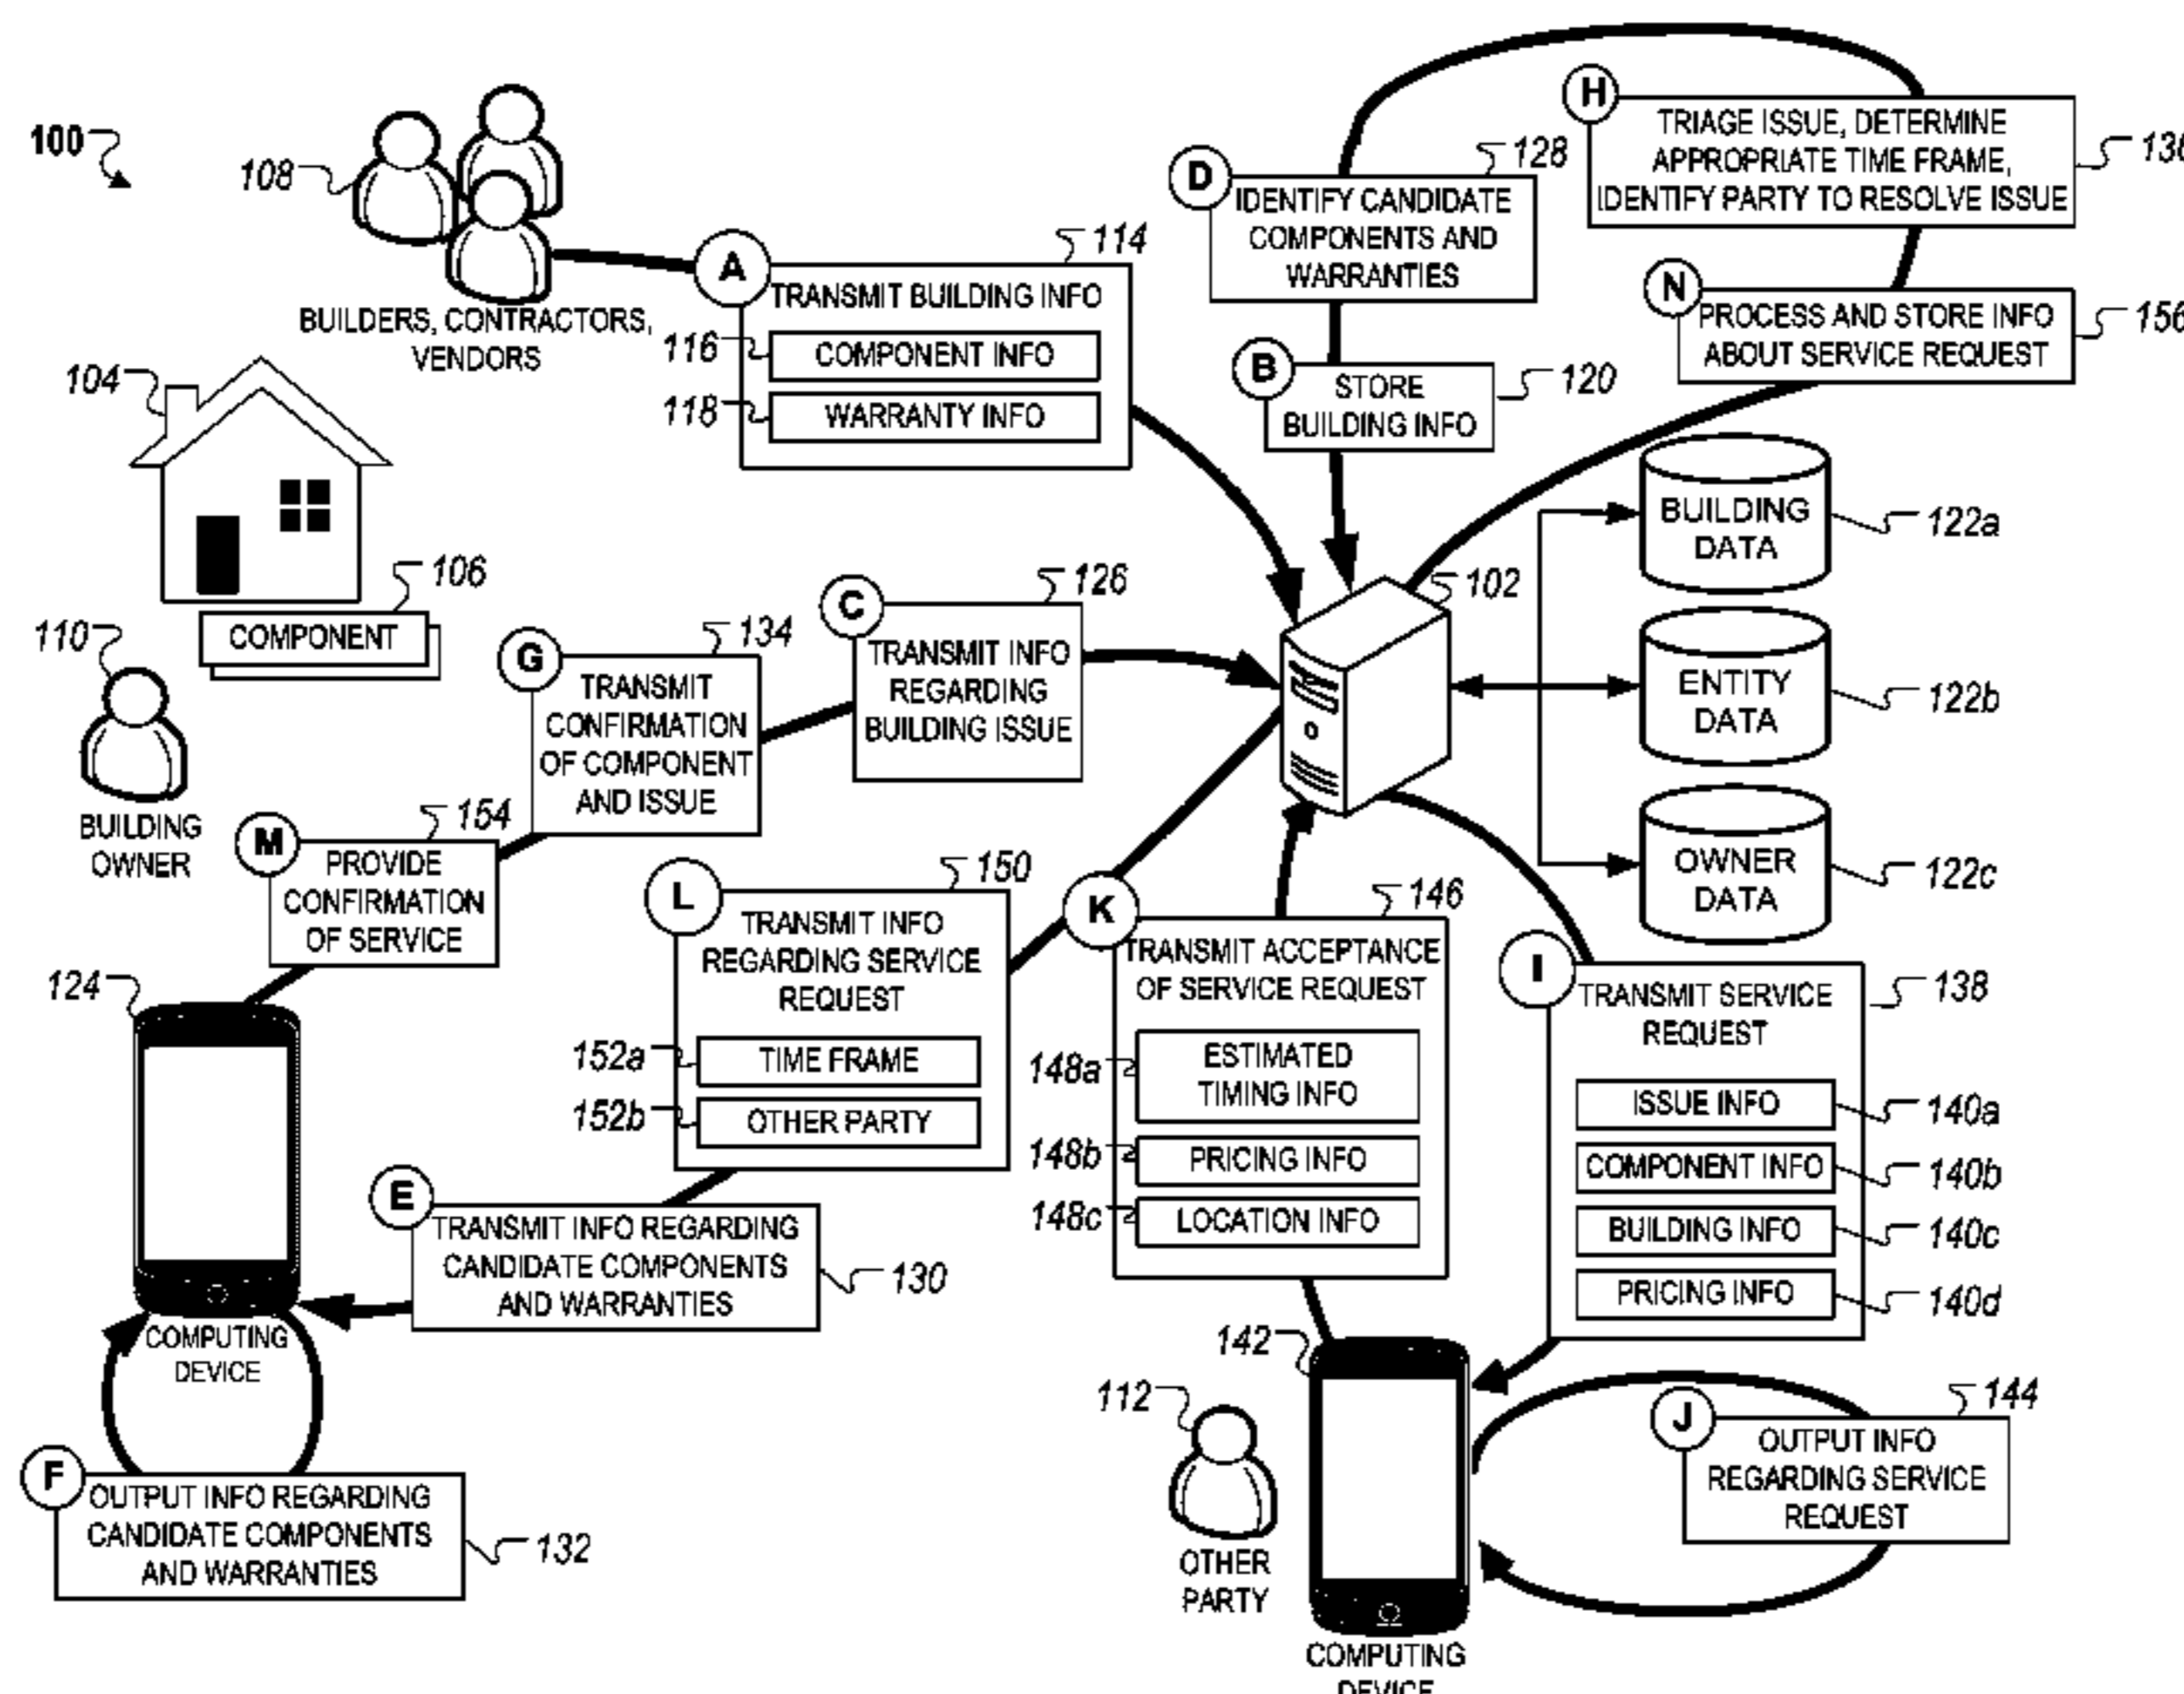 100
108
BUILDERS, CONTRACTORS,
VENDORS
A
114
TRANSMIT BUILDING INFO
116
COMPONENT INFO
118
WARRANTY INFO
D
128
IDENTIFY CANDIDATE
COMPONENTS AND
WARRANTIES
H
TRIAGE ISSUE, DETERMINE
APPROPRIATE TIME FRAME,
IDENTIFY PARTY TO RESOLVE ISSUE
B
120
STORE
BUILDING INFO
N
156
PROCESS AND STORE INFO
ABOUT SERVICE REQUEST
104
106
COMPONENT
110
BUILDING
OWNER
G
134
TRANSMIT
CONFIRMATION
OF COMPONENT
AND ISSUE
C
126
TRANSMIT INFO
REGARDING
BUILDING ISSUE
102
BUILDING
DATA
122a
ENTITY
DATA
122b
OWNER
DATA
122c
M
154
PROVIDE
CONFIRMATION
OF SERVICE
L
150
TRANSMIT INFO
REGARDING SERVICE
REQUEST
152a
TIME FRAME
152b
OTHER PARTY
K
146
TRANSMIT ACCEPTANCE
OF SERVICE REQUEST
148a
ESTIMATED
TIMING INFO
148b
PRICING INFO
148c
LOCATION INFO
I
138
TRANSMIT SERVICE
REQUEST
ISSUE INFO
140a
COMPONENT INFO
140b
BUILDING INFO
140c
PRICING INFO
140d
124
COMPUTING
DEVICE
E
TRANSMIT INFO REGARDING
CANDIDATE COMPONENTS
AND WARRANTIES
130
F
OUTPUT INFO REGARDING
CANDIDATE COMPONENTS
AND WARRANTIES
132
112
OTHER
PARTY
142
COMPUTING
DEVICE
J
144
OUTPUT INFO
REGARDING SERVICE
REQUEST